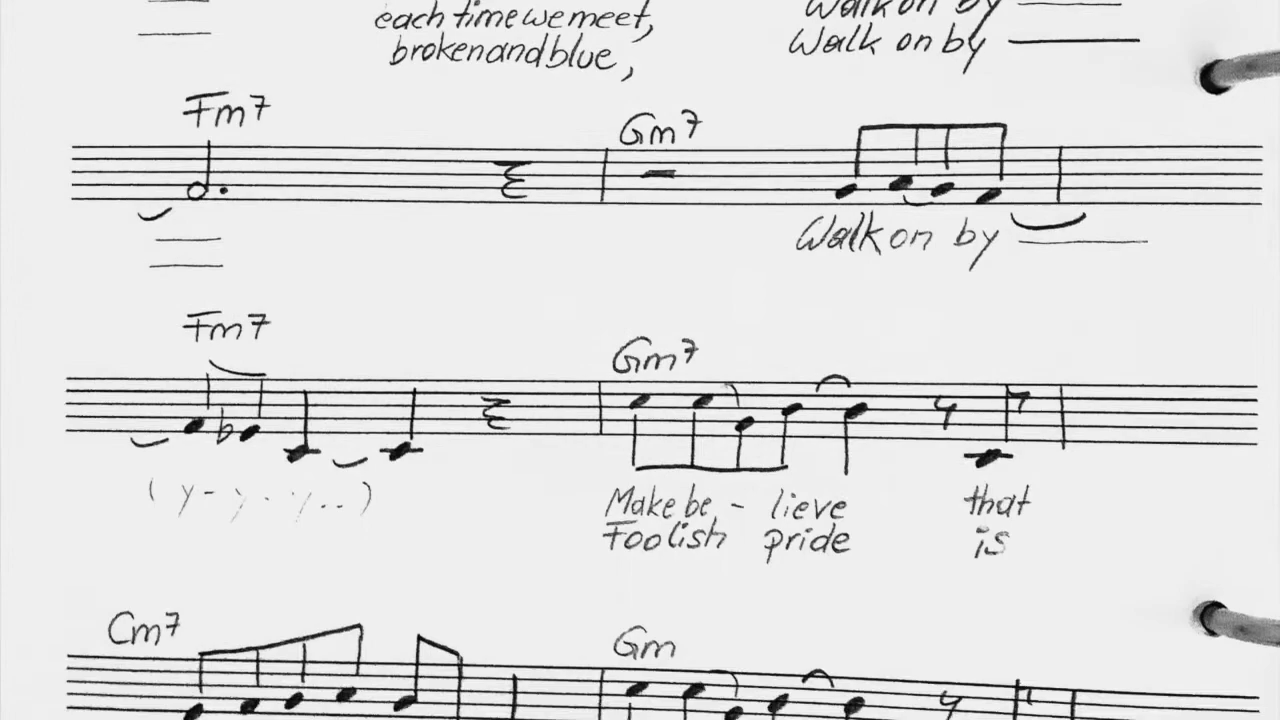 each time we meet, Walk on by
broken and blue, Walk on by
Fm7 Gm7
Walk on by
Fm7 Gm7
(y-y..y..) Make be - lieve that
Foolish pride is
Cm7 Gm